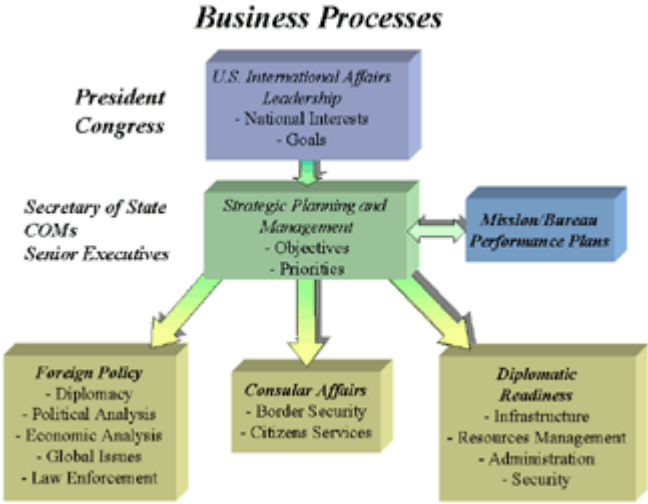 Business Processes
President
Congress
U.S. International Affairs
Leadership
- National Interests
- Goals
Secretary of State
COMs
Senior Executives
Strategic Planning and
Management
- Objectives
- Priorities
Mission/Bureau
Performance Plans
Foreign Policy
- Diplomacy
- Political Analysis
- Economic Analysis
- Global Issues
- Law Enforcement
Consular Affairs
- Border Security
- Citizens Services
Diplomatic
Readiness
- Infrastructure
- Resources Management
- Administration
- Security